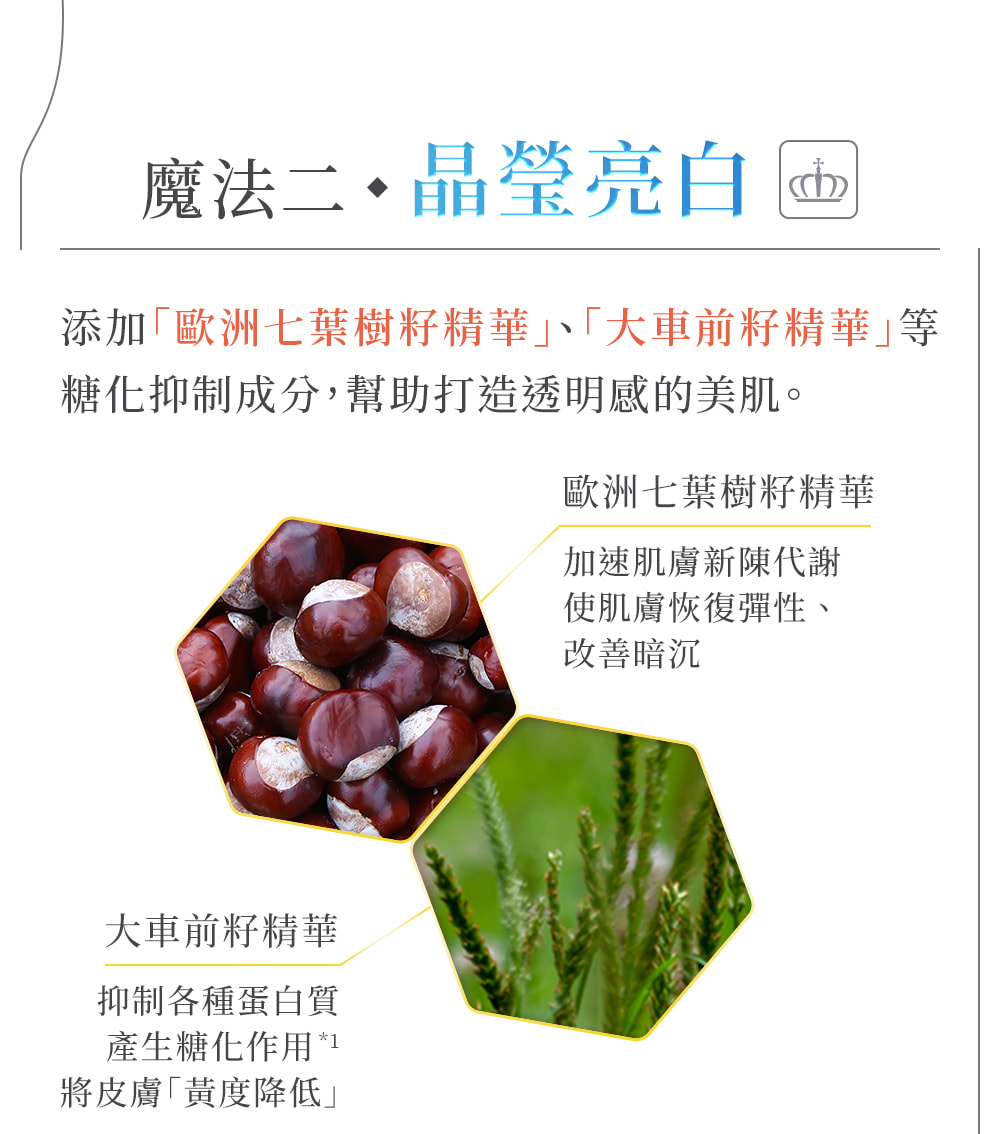 魔法二◆晶瑩亮白
添加「歐洲七葉樹籽精華」、「大車前籽精華」等
糖化抑制成分，幫助打造透明感的美肌。
歐洲七葉樹籽精華
加速肌膚新陳代謝
使肌膚恢復彈性、
改善暗沉
大車前籽精華
抑制各種蛋白質
產生糖化作用*1
將皮膚「黃度降低」